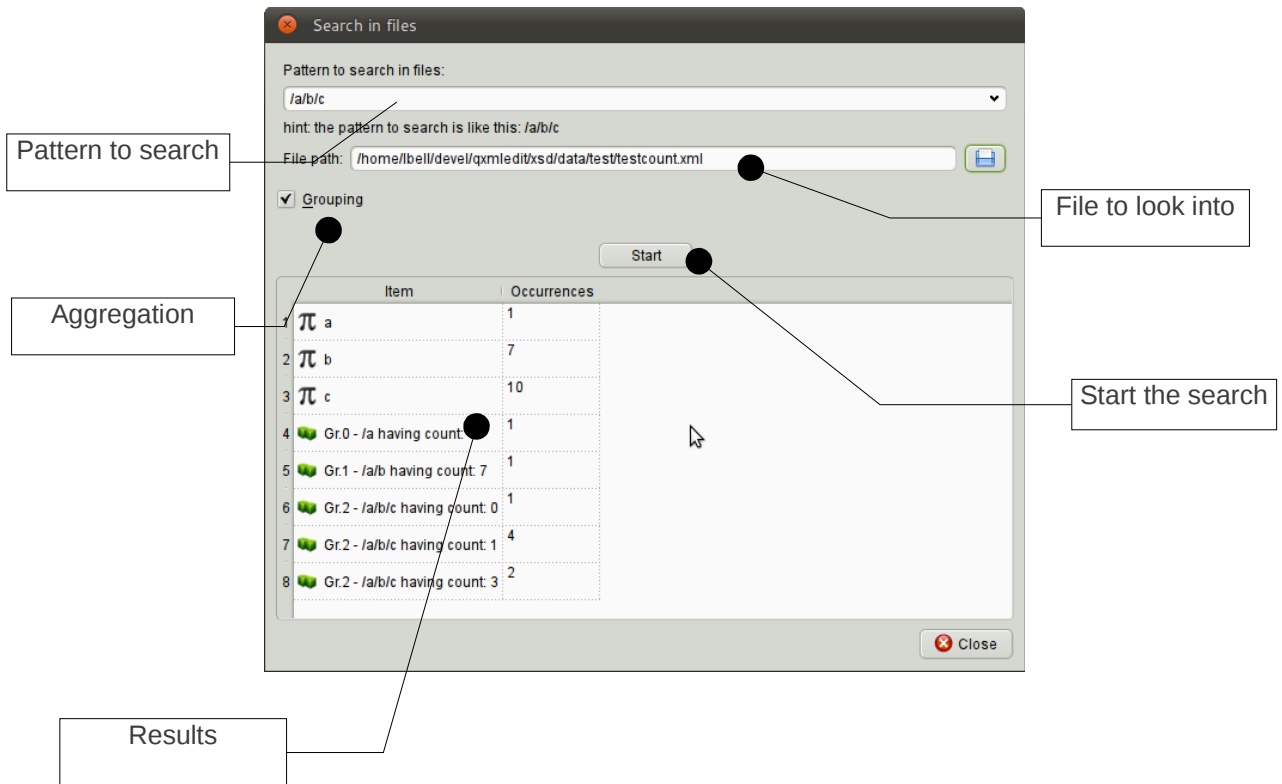 Search in files
Pattern to search in files:
/a/b/c
hint: the pattern to search is like this: /a/b/c
Pattern to search
File path: /home/lbell/devel/qxmledit/xsd/data/test/testcount.xml
Grouping
File to look into
Start
Item Occurrences
Aggregation
1 π a 1
2 π b 7
3 π c 10
Start the search
4 Gr.0 - /a having count: 1
5 Gr.1 - /a/b having count: 7 1
6 Gr.2 - /a/b/c having count: 0 1
7 Gr.2 - /a/b/c having count: 1 4
8 Gr.2 - /a/b/c having count: 3 2
Close
Results